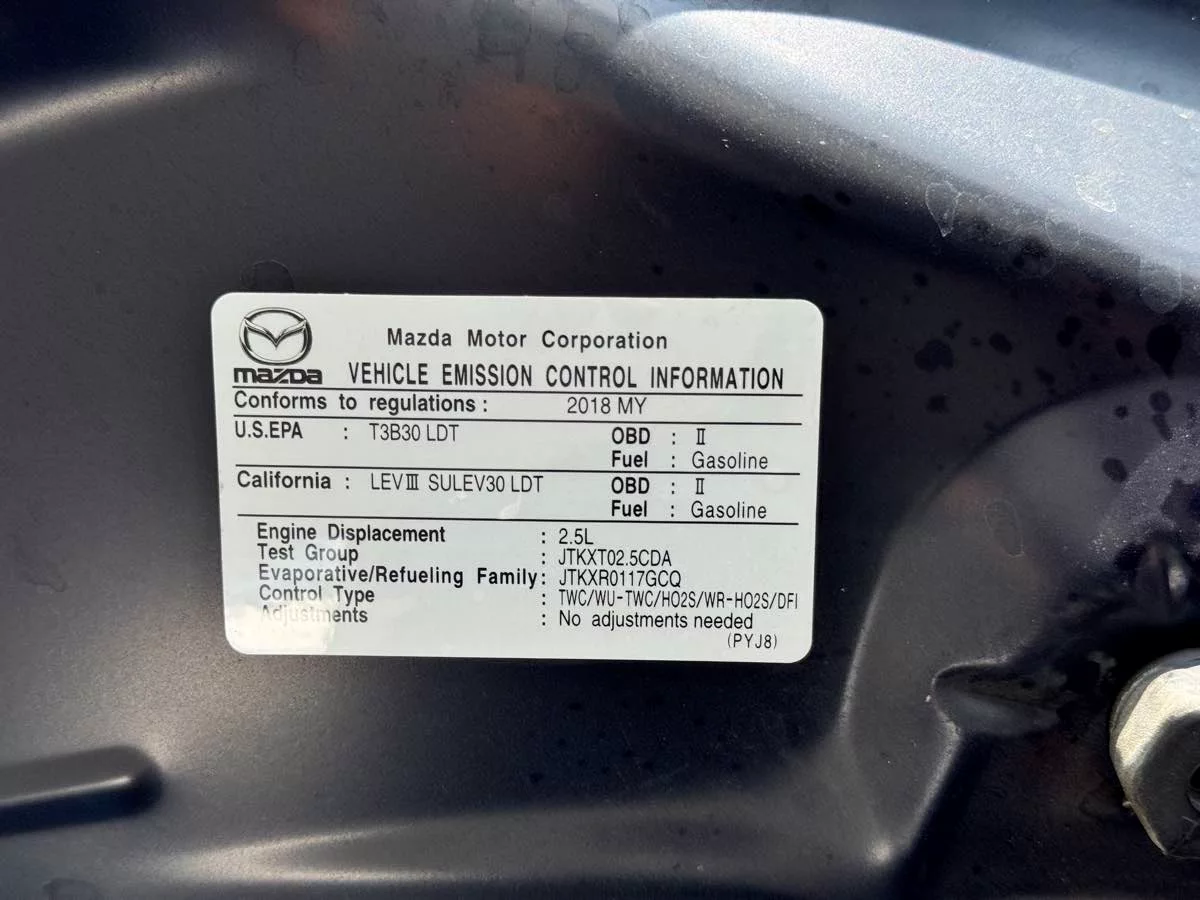 Mazda Motor Corporation
mazda VEHICLE EMISSION CONTROL INFORMATION
Conforms to regulations : 2018 MY
U.S.EPA : T3B30 LDT OBD : II
Fuel : Gasoline
California : LEVIII SULEV30 LDT OBD : II
Fuel : Gasoline
Engine Displacement : 2.5L
Test Group : JTKXT02.5CDA
Evaporative/Refueling Family: JTKXR0117GCQ
Control Type : TWC/WU-TWC/HO2S/WR-HO2S/DFI
Adjustments : No adjustments needed
(PYJ8)